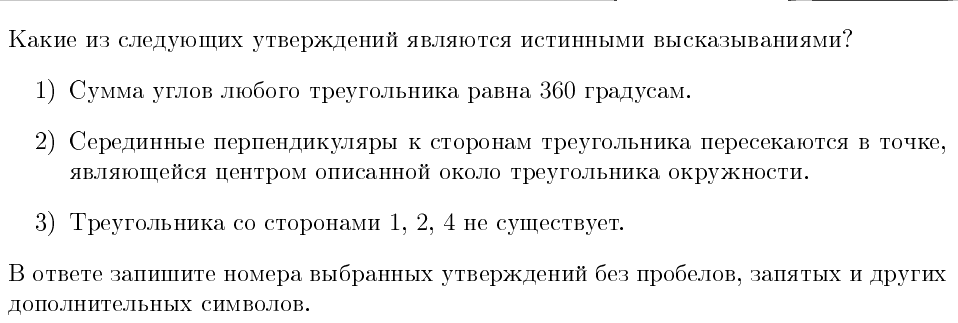 Какие из следующих утверждений являются истинными высказываниями?
1) Сумма углов любого треугольника равна 360 градусам.
2) Серединные перпендикуляры к сторонам треугольника пересекаются в точке,
являющейся центром описанной около треугольника окружности.
3) Треугольника со сторонами 1, 2, 4 не существует.
В ответе запишите номера выбранных утверждений без пробелов, запятых и других
дополнительных символов.